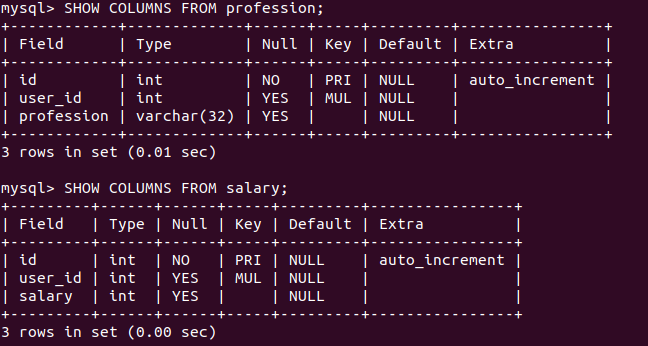 mysql> SHOW COLUMNS FROM profession;
+------------+-------------+------+-----+---------+----------------+
| Field      | Type        | Null | Key | Default | Extra          |
+------------+-------------+------+-----+---------+----------------+
| id         | int         | NO   | PRI | NULL    | auto_increment |
| user_id    | int         | YES  | MUL | NULL    |                |
| profession | varchar(32) | YES  |     | NULL    |                |
+------------+-------------+------+-----+---------+----------------+
3 rows in set (0.01 sec)

mysql> SHOW COLUMNS FROM salary;
+---------+------+------+-----+---------+----------------+
| Field   | Type | Null | Key | Default | Extra          |
+---------+------+------+-----+---------+----------------+
| id      | int  | NO   | PRI | NULL    | auto_increment |
| user_id | int  | YES  | MUL | NULL    |                |
| salary  | int  | YES  |     | NULL    |                |
+---------+------+------+-----+---------+----------------+
3 rows in set (0.00 sec)